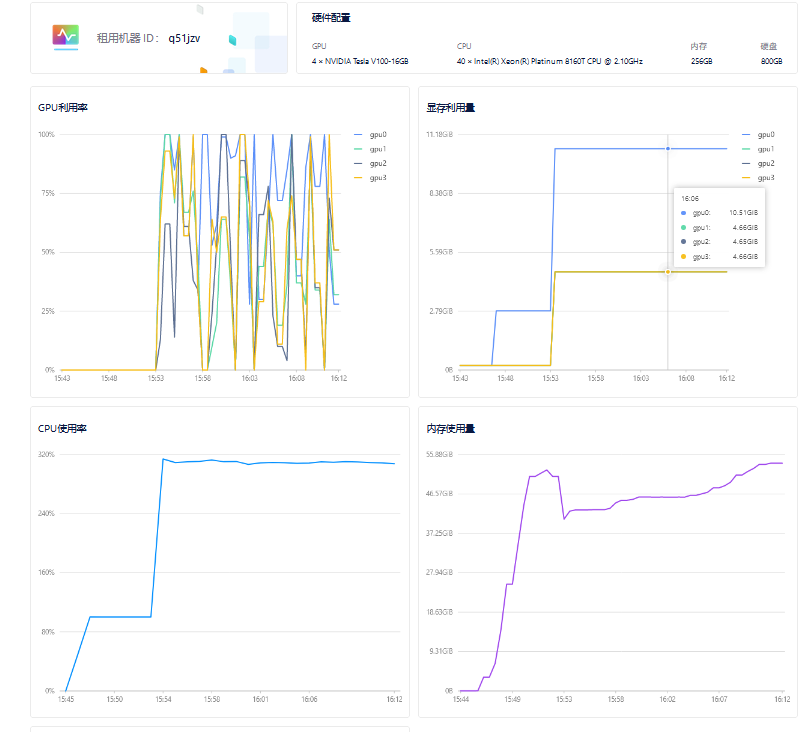 租用机器 ID： q51jzv
硬件配置
GPU CPU 内存 硬盘
4 × NVIDIA Tesla V100-16GB 40 × Intel(R) Xeon(R) Platinum 8160T CPU @ 2.10GHz 256GB 800GB
GPU利用率
100%
75%
50%
25%
0%
15:43 15:48 15:53 15:58 16:03 16:08 16:12
gpu0
gpu1
gpu2
gpu3
显存利用量
11.18GiB
8.38GiB
5.59GiB
2.79GiB
0B
15:43 15:48 15:53 15:58 16:03 16:08 16:12
gpu0
gpu1
gpu2
gpu3
16:06
gpu0: 10.51GiB
gpu1: 4.66GiB
gpu2: 4.65GiB
gpu3: 4.66GiB
CPU使用率
320%
240%
160%
80%
0%
15:45 15:50 15:54 15:58 16:01 16:06 16:12
内存使用量
55.88GiB
46.57GiB
37.25GiB
27.94GiB
18.63GiB
9.31GiB
0B
15:44 15:49 15:53 15:58 16:02 16:07 16:12